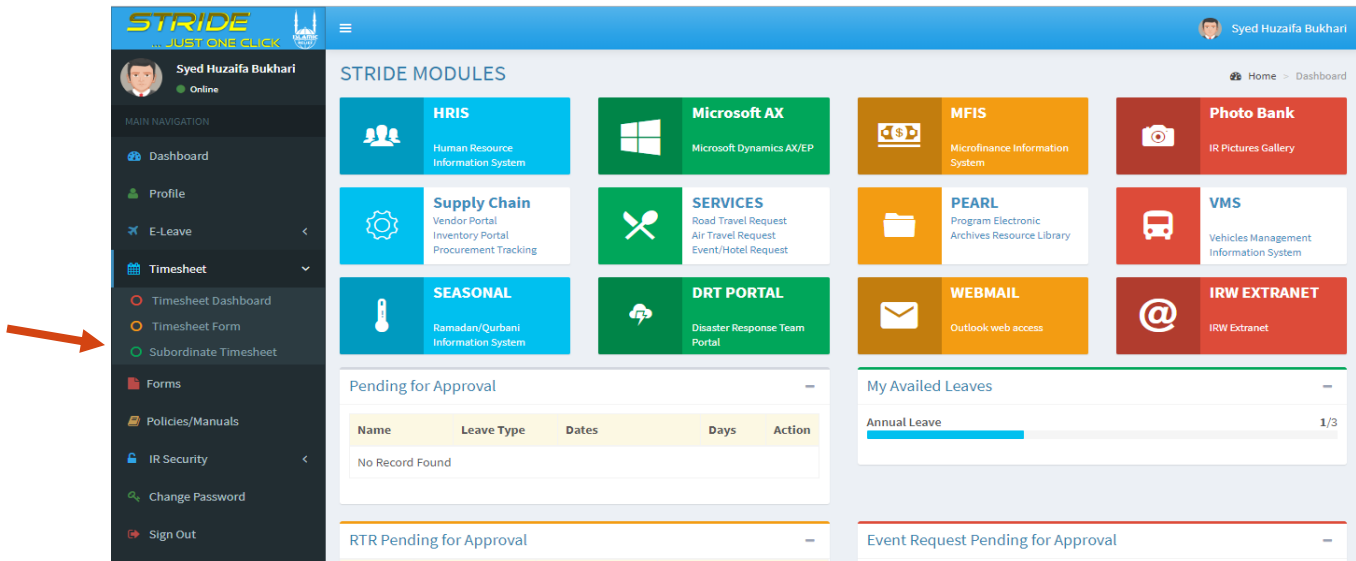 STRIDE
... JUST ONE CLICK
ISLAMIC
RELIEF
Syed Huzaifa Bukhari
Syed Huzaifa Bukhari
Online
MAIN NAVIGATION
Dashboard
Profile
E-Leave
Timesheet
Timesheet Dashboard
Timesheet Form
Subordinate Timesheet
Forms
Policies/Manuals
IR Security
Change Password
Sign Out
STRIDE MODULES
Home > Dashboard
HRIS
Human Resource
Information System
Microsoft AX
Microsoft Dynamics AX/EP
MFIS
Microfinance Information
System
Photo Bank
IR Pictures Gallery
Supply Chain
Vendor Portal
Inventory Portal
Procurement Tracking
SERVICES
Road Travel Request
Air Travel Request
Event/Hotel Request
PEARL
Program Electronic
Archives Resource Library
VMS
Vehicles Management
Information System
SEASONAL
Ramadan/Qurbani
Information System
DRT PORTAL
Disaster Response Team
Portal
WEBMAIL
Outlook web access
@
IRW EXTRANET
IRW Extranet
Pending for Approval
Name Leave Type Dates Days Action
No Record Found
My Availed Leaves
Annual Leave 1/3
RTR Pending for Approval
Event Request Pending for Approval